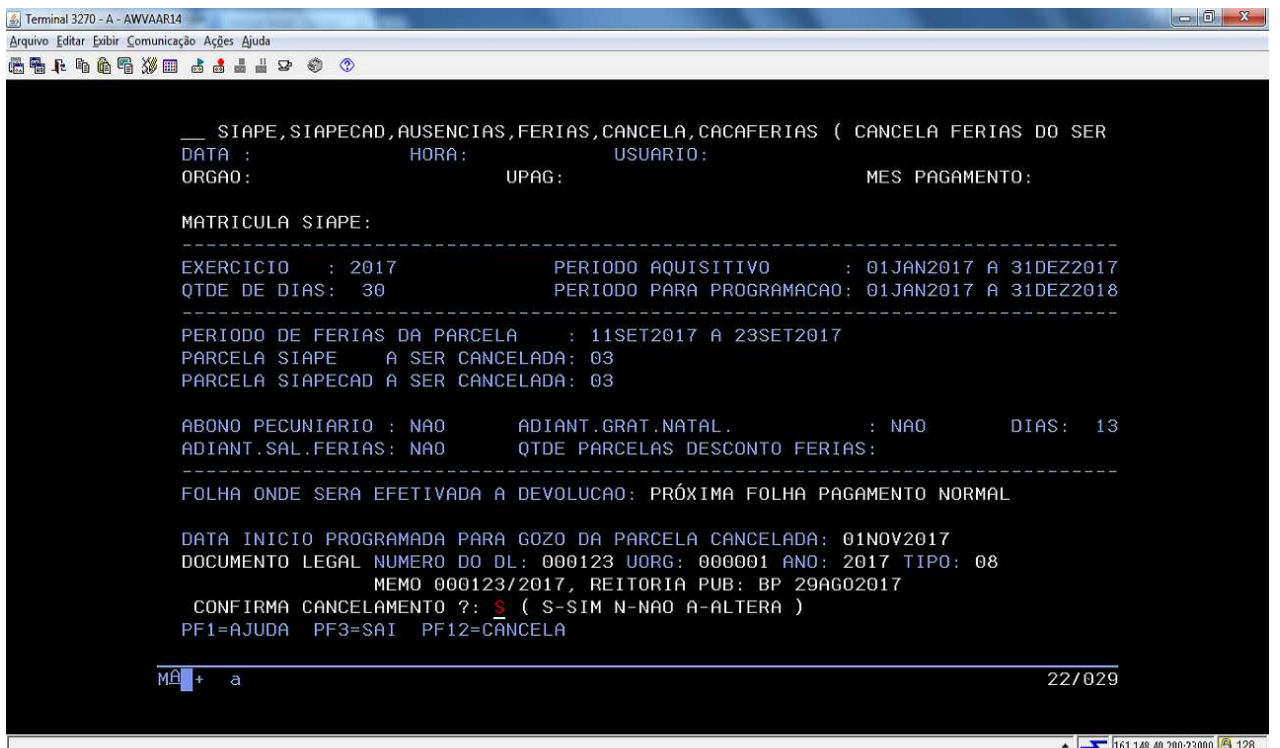 Terminal 3270 - A - AWVAAR14
Arquivo Editar Exibir Comunicação Ações Ajuda
__ SIAPE,SIAPECAD,AUSENCIAS,FERIAS,CANCELA,CACAFERIAS ( CANCELA FERIAS DO SER
DATA : HORA: USUARIO:
ORGAO: UPAG: MES PAGAMENTO:
MATRICULA SIAPE:
EXERCICIO : 2017 PERIODO AQUISITIVO : 01JAN2017 A 31DEZ2017
QTDE DE DIAS: 30 PERIODO PARA PROGRAMACAO: 01JAN2017 A 31DEZ2018
PERIODO DE FERIAS DA PARCELA : 11SET2017 A 23SET2017
PARCELA SIAPE A SER CANCELADA: 03
PARCELA SIAPECAD A SER CANCELADA: 03
ABONO PECUNIARIO : NAO ADIANT.GRAT.NATAL. : NAO DIAS: 13
ADIANT.SAL.FERIAS: NAO QTDE PARCELAS DESCONTO FERIAS:
FOLHA ONDE SERA EFETIVADA A DEVOLUCAO: PRÓXIMA FOLHA PAGAMENTO NORMAL
DATA INICIO PROGRAMADA PARA GOZO DA PARCELA CANCELADA: 01NOV2017
DOCUMENTO LEGAL NUMERO DO DL: 000123 UORG: 000001 ANO: 2017 TIPO: 08
MEMO 000123/2017, REITORIA PUB: BP 29AGO2017
CONFIRMA CANCELAMENTO ?: S ( S-SIM N-NAO A-ALTERA )
PF1=AJUDA PF3=SAI PF12=CANCELA
MA + a 22/029
161.148.40.200:23000 128